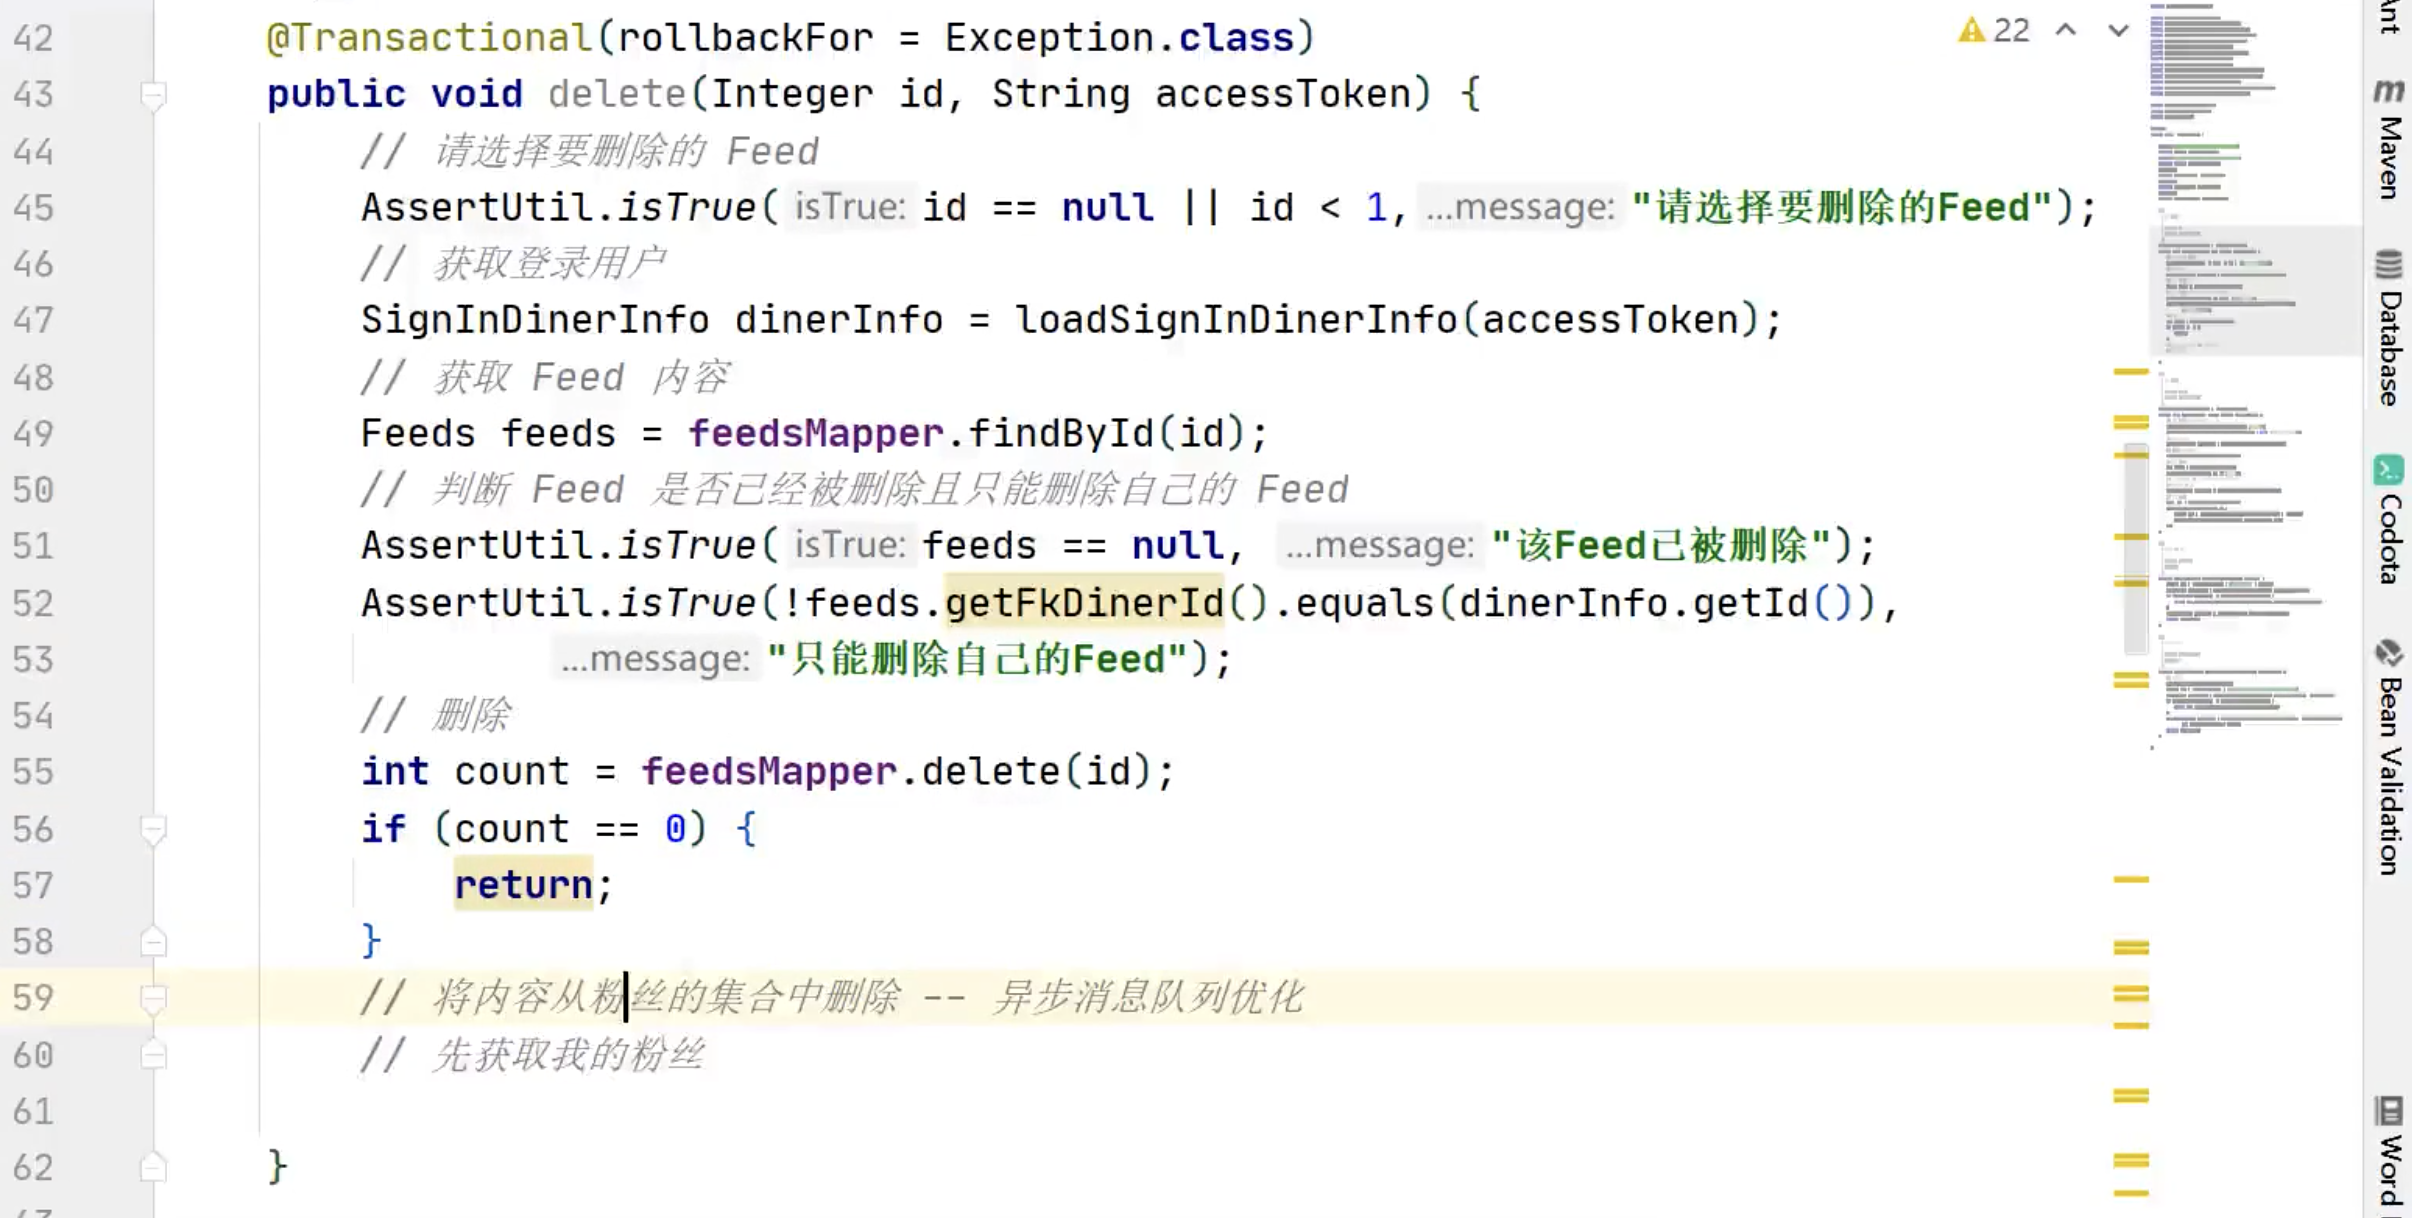 42 @Transactional(rollbackFor = Exception.class)
43 public void delete(Integer id, String accessToken) {
44 // 请选择要删除的 Feed
45 AssertUtil.isTrue( isTrue: id == null || id < 1, ...message: "请选择要删除的Feed");
46 // 获取登录用户
47 SignInDinerInfo dinerInfo = loadSignInDinerInfo(accessToken);
48 // 获取 Feed 内容
49 Feeds feeds = feedsMapper.findById(id);
50 // 判断 Feed 是否已经被删除且只能删除自己的 Feed
51 AssertUtil.isTrue( isTrue: feeds == null, ...message: "该Feed已被删除");
52 AssertUtil.isTrue(!feeds.getFkDinerId().equals(dinerInfo.getId()),
53 ...message: "只能删除自己的Feed");
54 // 删除
55 int count = feedsMapper.delete(id);
56 if (count == 0) {
57 return;
58 }
59 // 将内容从粉丝的集合中删除 -- 异步消息队列优化
60 // 先获取我的粉丝
61
62 }
22
Maven
Database
Codota
Bean Validation
Word